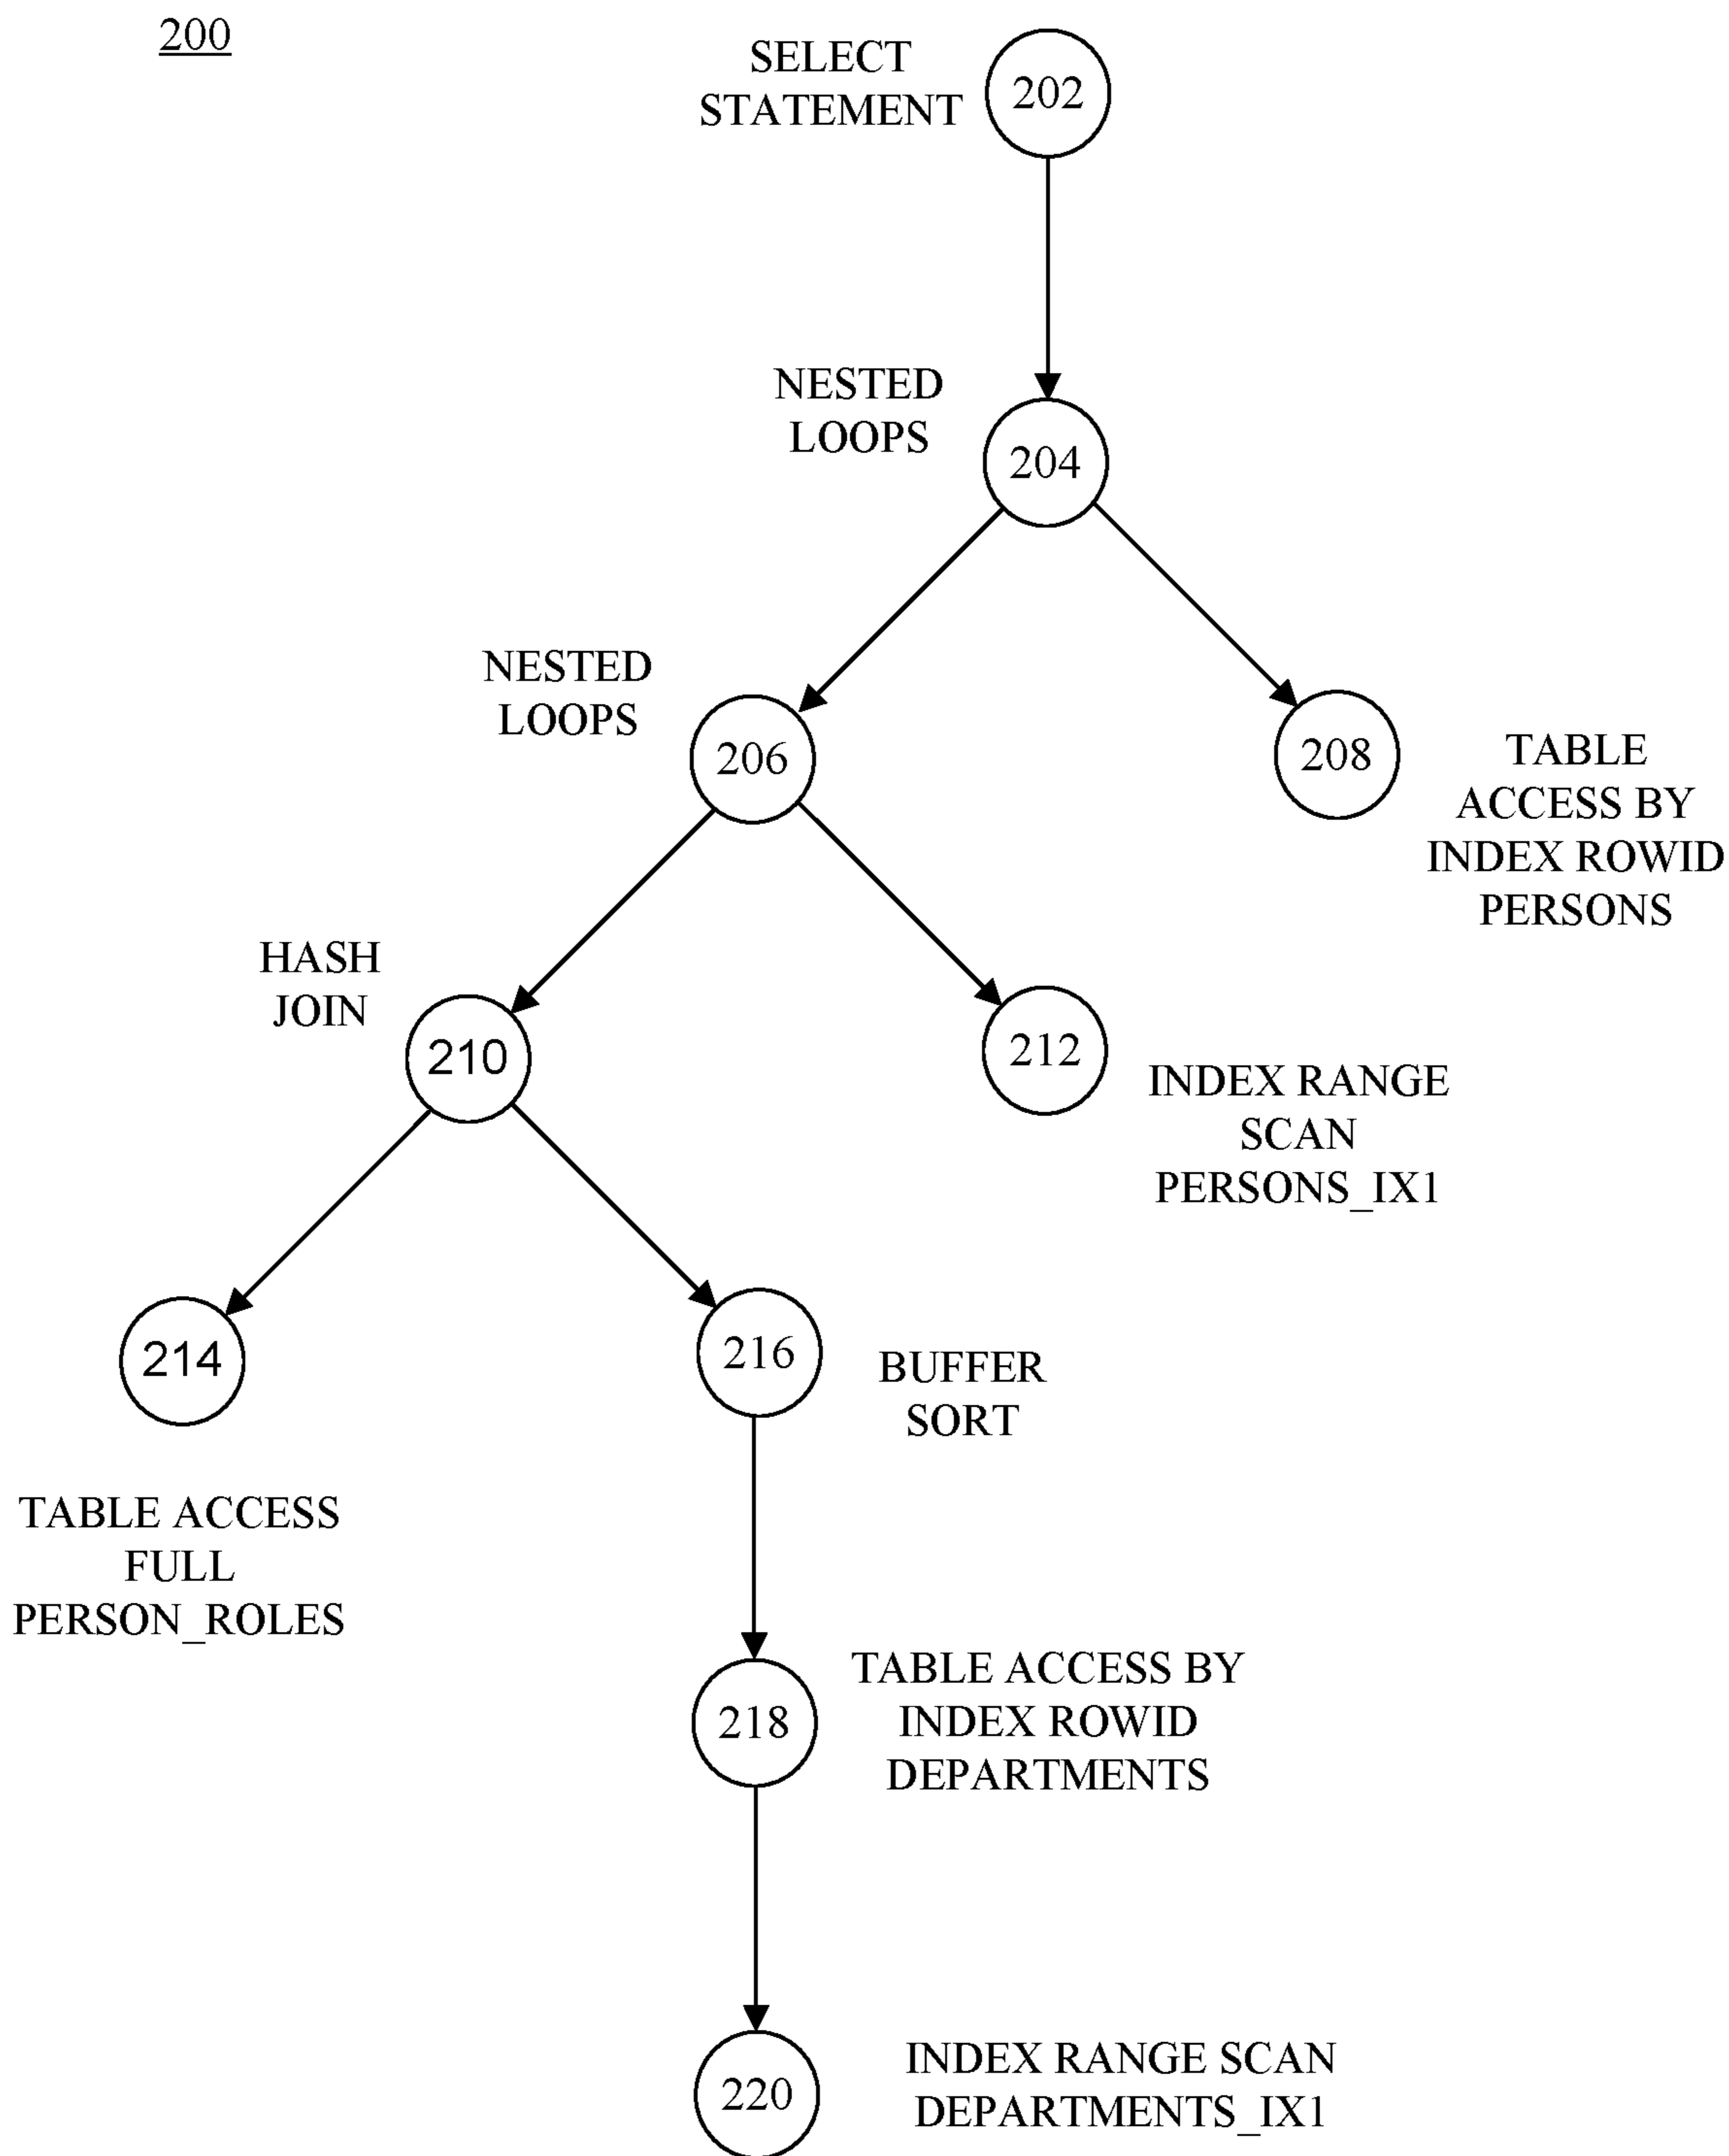 200
SELECT
STATEMENT
202
NESTED
LOOPS
204
NESTED
LOOPS
206
208
TABLE
ACCESS BY
INDEX ROWID
PERSONS
HASH
JOIN
210
212
INDEX RANGE
SCAN
PERSONS_IX1
214
216
BUFFER
SORT
TABLE ACCESS
FULL
PERSON_ROLES
218
TABLE ACCESS BY
INDEX ROWID
DEPARTMENTS
220
INDEX RANGE SCAN
DEPARTMENTS_IX1